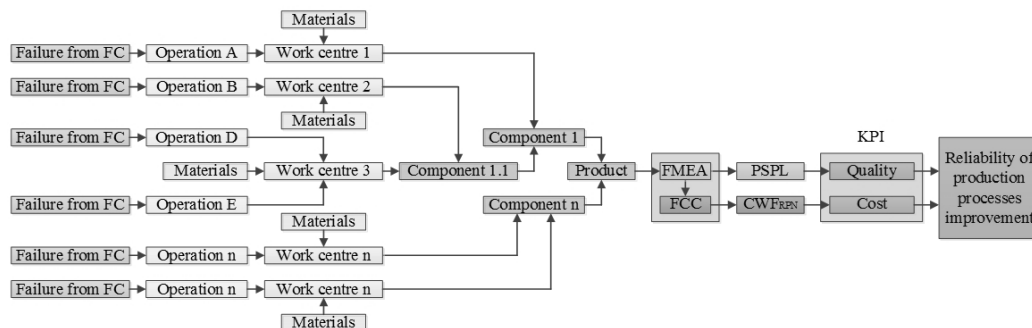 Materials
Failure from FC Operation A Work centre 1
Failure from FC Operation B Work centre 2
Materials
Failure from FC Operation D
Component 1
KPI
Materials Work centre 3 Component 1.1 Product FMEA PSPL Quality
Failure from FC Operation E
Component n FCC CWFRPN Cost
Reliability of
production
processes
improvement
Materials
Failure from FC Operation n Work centre n
Failure from FC Operation n Work centre n
Materials